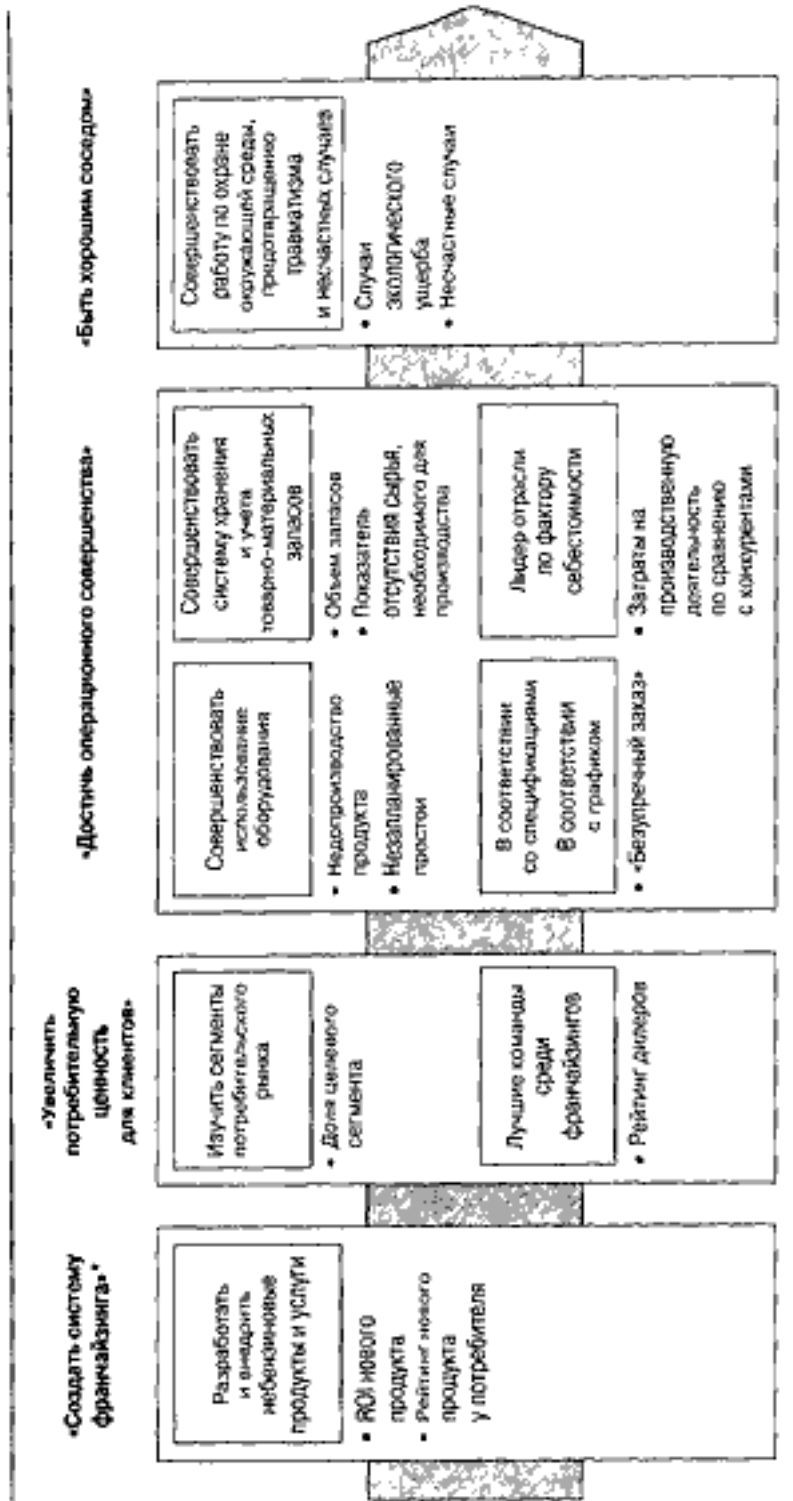 «Создать систему
франчайзинга»*
Разработать
и внедрить
небензиновые
продукты и услуги
• ROI нового
продукта
• Рейтинг нового
продукта
у потребителя
«Увеличить
потребительную
ценность
для клиентов»
Изучить сегменты
потребительского
рынка
• Доля целевого
сегмента
Лучшие команды
среди
франчайзингов
• Рейтинг дилеров
«Достичь операционного совершенства»
Совершенствовать
использование
оборудования
• Недопроизводство
продукта
• Незапланированные
простои
В соответствии
со спецификациями
В соответствии
с графиком
• «Безупречный заказ»
Совершенствовать
систему хранения
и учета
товарно-материальных
запасов
• Объем запасов
• Показатель
отсутствия сырья,
необходимого для
производства
Лидер отрасли
по фактору
себестоимости
• Затраты на
производственную
деятельность
по сравнению
с конкурентами
«Быть хорошим соседом»
Совершенствовать
работу по охране
окружающей среды,
предотвращению
травматизма
и несчастных случаев
• Случаи
экологического
ущерба
• Несчастные случаи